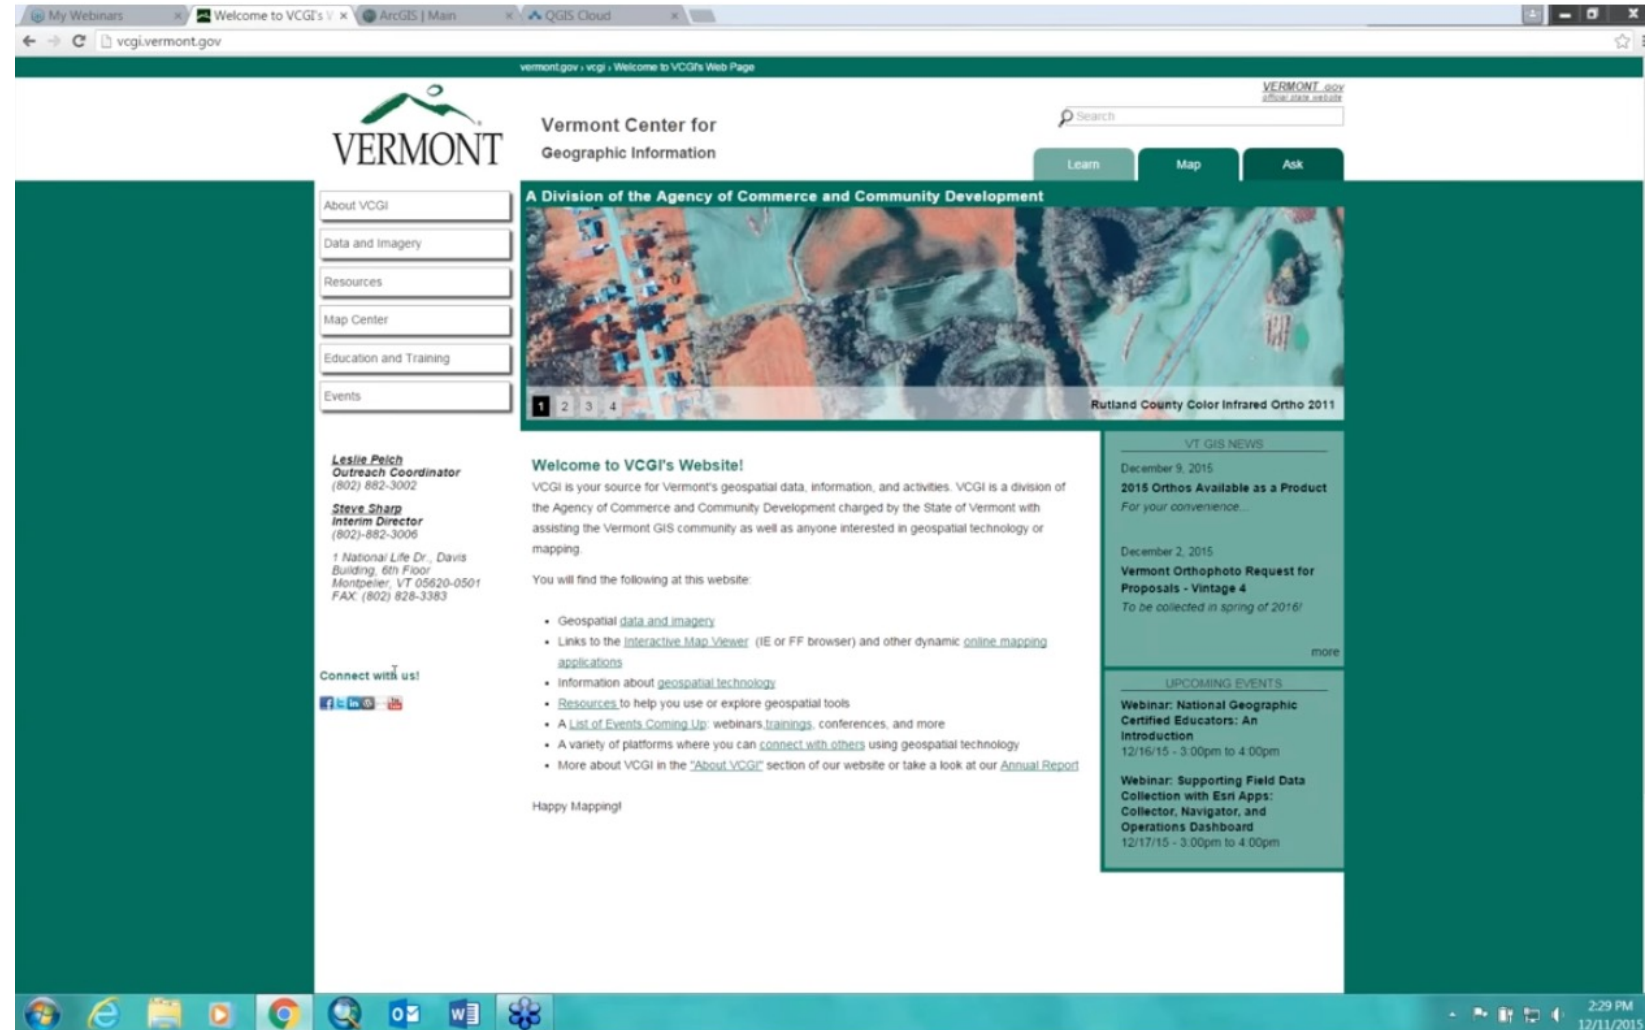 My Webinars
Welcome to VCGI's V
ArcGIS | Main
QGIS Cloud
vcgi.vermont.gov
vermont.gov › vcgi › Welcome to VCGI's Web Page
VERMONT
Vermont Center for
Geographic Information
VERMONT .gov
official state website
Search
Learn
Map
Ask
About VCGI
Data and Imagery
Resources
Map Center
Education and Training
Events
A Division of the Agency of Commerce and Community Development
1 2 3 4
Rutland County Color Infrared Ortho 2011
Leslie Pelch
Outreach Coordinator
(802) 882-3002
Steve Sharp
Interim Director
(802)-882-3006
1 National Life Dr., Davis
Building, 6th Floor
Montpelier, VT 05620-0501
FAX: (802) 828-3383
Connect with us!
Welcome to VCGI's Website!
VCGI is your source for Vermont's geospatial data, information, and activities. VCGI is a division of
the Agency of Commerce and Community Development charged by the State of Vermont with
assisting the Vermont GIS community as well as anyone interested in geospatial technology or
mapping.
You will find the following at this website:
• Geospatial data and imagery
• Links to the Interactive Map Viewer (IE or FF browser) and other dynamic online mapping
applications
• Information about geospatial technology
• Resources to help you use or explore geospatial tools
• A List of Events Coming Up: webinars,trainings, conferences, and more
• A variety of platforms where you can connect with others using geospatial technology
• More about VCGI in the "About VCGI" section of our website or take a look at our Annual Report
Happy Mapping!
VT GIS NEWS
December 9, 2015
2015 Orthos Available as a Product
For your convenience...
December 2, 2015
Vermont Orthophoto Request for
Proposals - Vintage 4
To be collected in spring of 2016!
more
UPCOMING EVENTS
Webinar: National Geographic
Certified Educators: An
Introduction
12/16/15 - 3:00pm to 4:00pm
Webinar: Supporting Field Data
Collection with Esri Apps:
Collector, Navigator, and
Operations Dashboard
12/17/15 - 3:00pm to 4:00pm
2:29 PM
12/11/2015